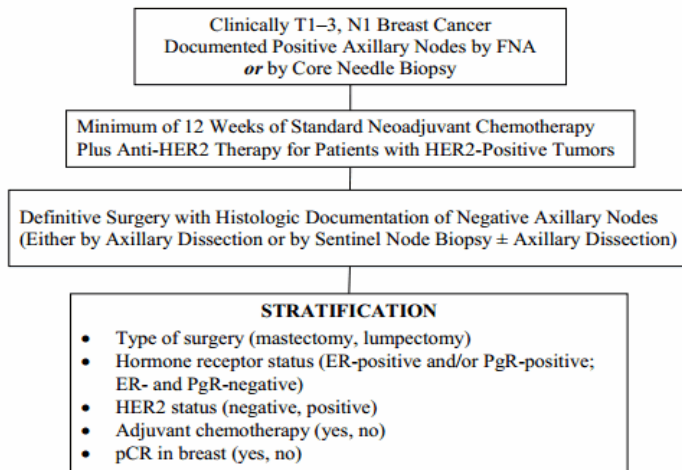 Clinically T1–3, N1 Breast Cancer
Documented Positive Axillary Nodes by FNA
or by Core Needle Biopsy
Minimum of 12 Weeks of Standard Neoadjuvant Chemotherapy
Plus Anti-HER2 Therapy for Patients with HER2-Positive Tumors
Definitive Surgery with Histologic Documentation of Negative Axillary Nodes
(Either by Axillary Dissection or by Sentinel Node Biopsy ± Axillary Dissection)
STRATIFICATION
• Type of surgery (mastectomy, lumpectomy)
• Hormone receptor status (ER-positive and/or PgR-positive;
ER- and PgR-negative)
• HER2 status (negative, positive)
• Adjuvant chemotherapy (yes, no)
• pCR in breast (yes, no)